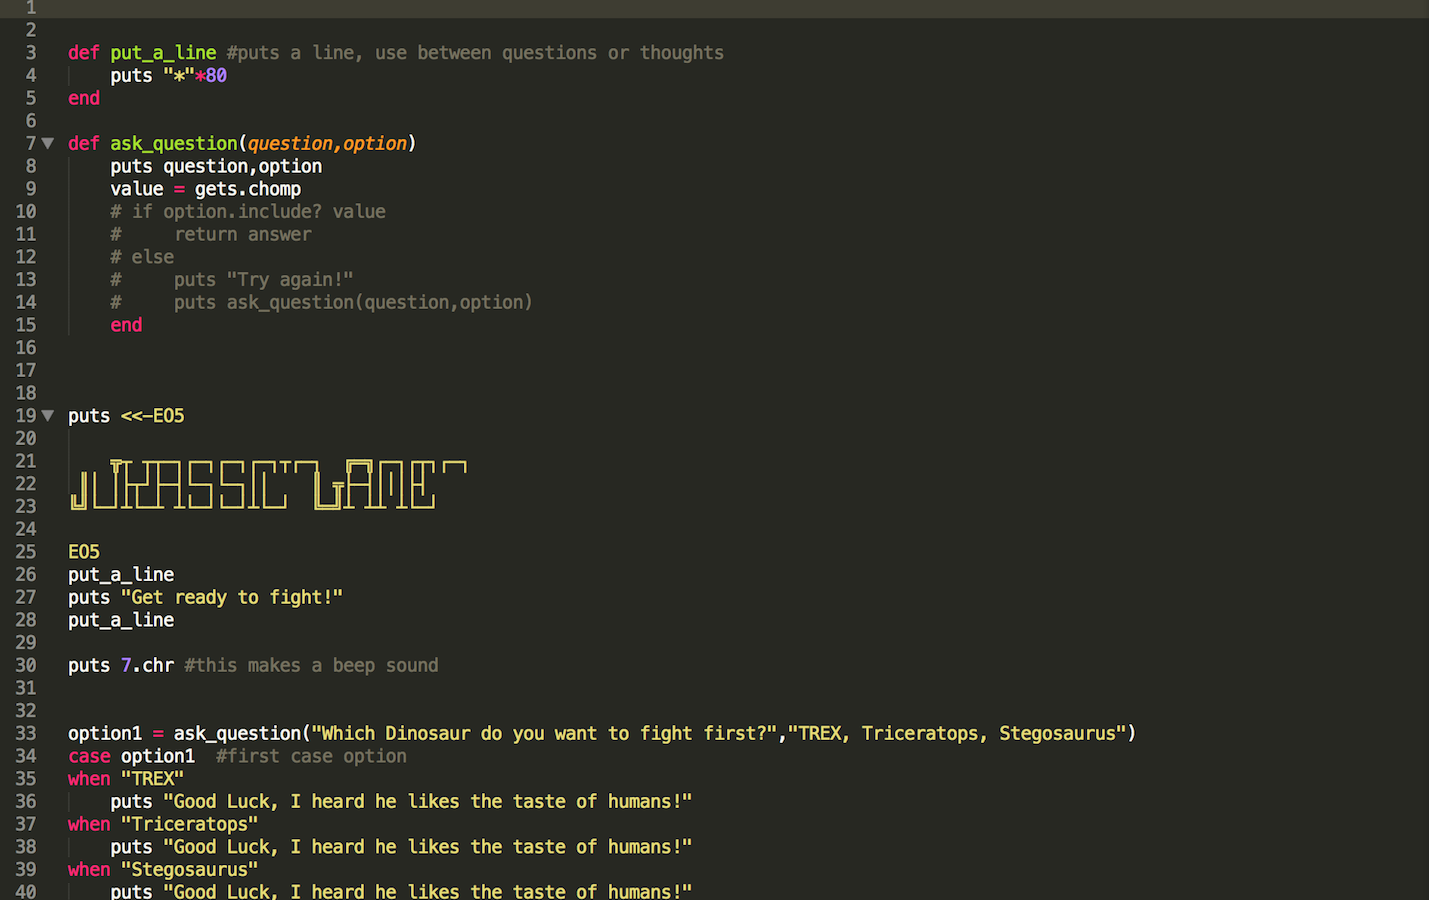 1
2
3 def put_a_line #puts a line, use between questions or thoughts
4 puts "*"*80
5 end
6
7 def ask_question(question,option)
8 puts question,option
9 value = gets.chomp
10 # if option.include? value
11 #     return answer
12 # else
13 #     puts "Try again!"
14 #     puts ask_question(question,option)
15 end
16
17
18
19 puts <<-EO5
20
21
22
23
24
25 EO5
26 put_a_line
27 puts "Get ready to fight!"
28 put_a_line
29
30 puts 7.chr #this makes a beep sound
31
32
33 option1 = ask_question("Which Dinosaur do you want to fight first?","TREX, Triceratops, Stegosaurus")
34 case option1  #first case option
35 when "TREX"
36 puts "Good Luck, I heard he likes the taste of humans!"
37 when "Triceratops"
38 puts "Good Luck, I heard he likes the taste of humans!"
39 when "Stegosaurus"
40 puts "Good Luck, I heard he likes the taste of humans!"